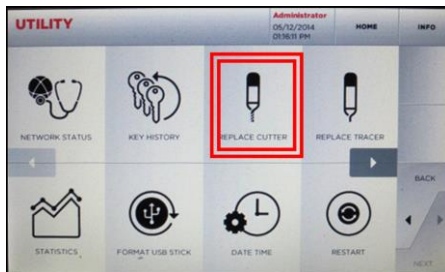 UTILITY
Administrator
05/12/2014
01:16:11 PM
HOME
INFO
NETWORK STATUS
KEY HISTORY
REPLACE CUTTER
REPLACE TRACER
BACK
STATISTICS
FORMAT USB STICK
DATE TIME
RESTART
NEXT